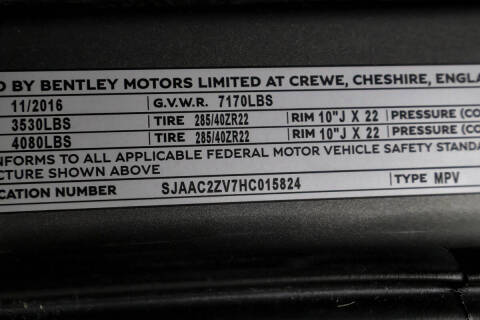 D BY BENTLEY MOTORS LIMITED AT CREWE, CHESHIRE, ENGLA
11/2016 G.V.W.R. 7170LBS
3530LBS TIRE 285/40ZR22 RIM 10"J X 22 PRESSURE (CO
4080LBS TIRE 285/40ZR22 RIM 10"J X 22 PRESSURE (CO
NFORMS TO ALL APPLICABLE FEDERAL MOTOR VEHICLE SAFETY STANDA
CTURE SHOWN ABOVE
CATION NUMBER SJAAC2ZV7HC015824 TYPE MPV